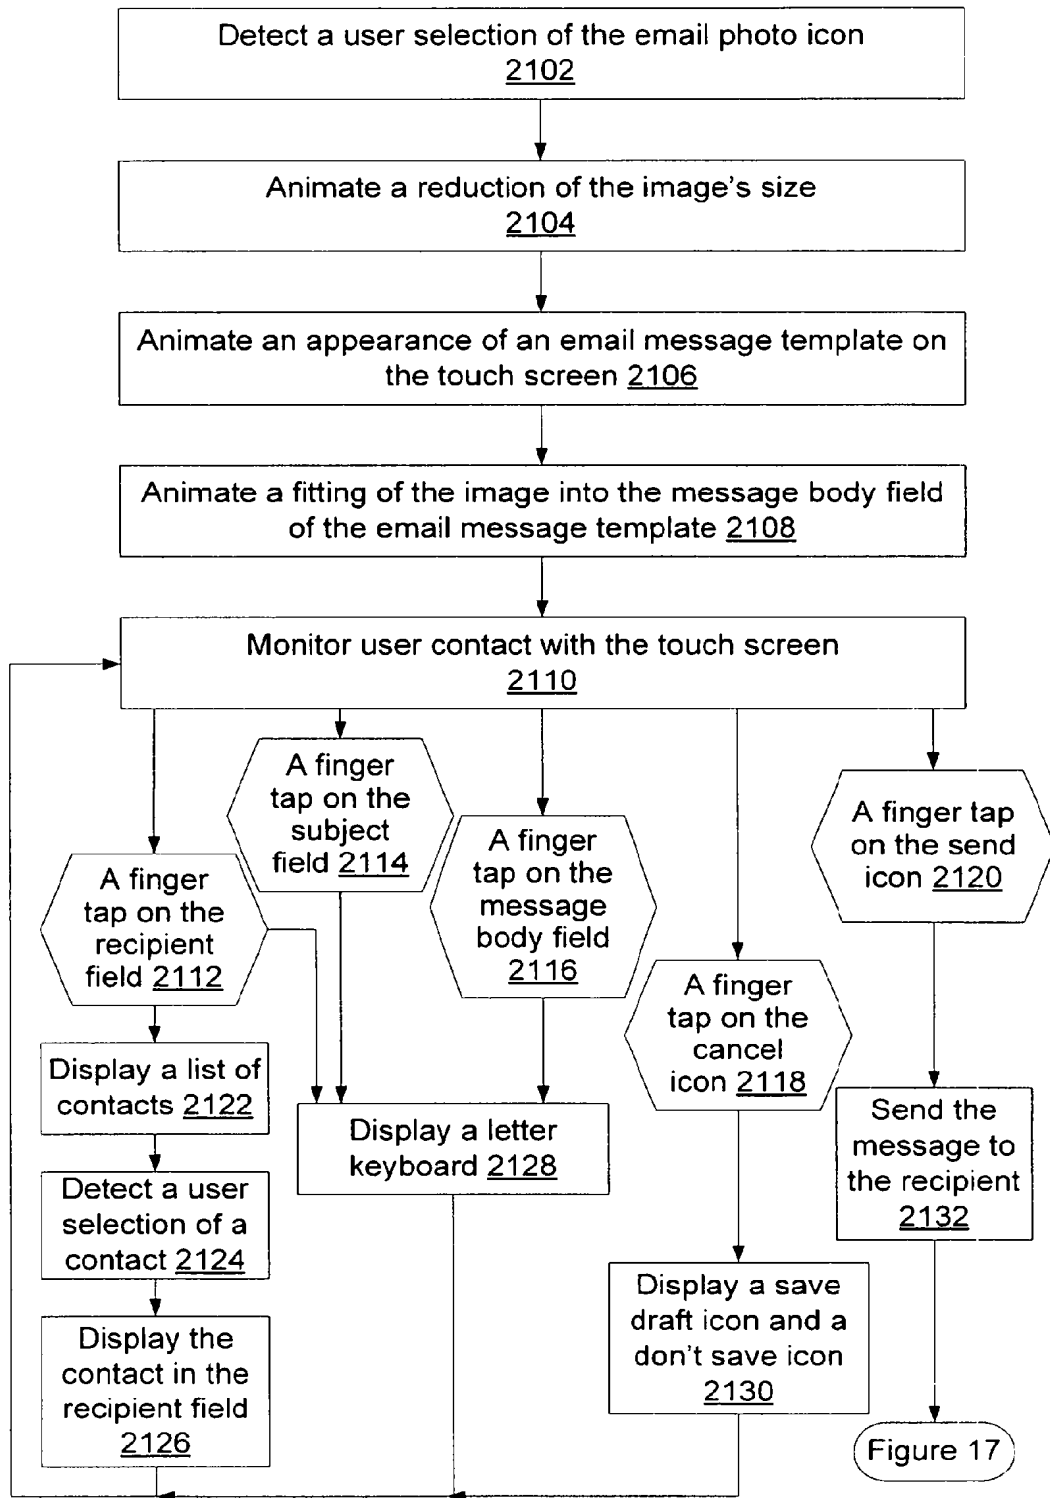 Detect a user selection of the email photo icon
2102
Animate a reduction of the image's size
2104
Animate an appearance of an email message template on
the touch screen 2106
Animate a fitting of the image into the message body field
of the email message template 2108
Monitor user contact with the touch screen
2110
A finger
tap on the
recipient
field 2112
A finger
tap on the
subject
field 2114
A finger
tap on the
message
body field
2116
A finger
tap on the
cancel
icon 2118
A finger tap
on the send
icon 2120
Display a list of
contacts 2122
Detect a user
selection of a
contact 2124
Display the
contact in the
recipient field
2126
Display a letter
keyboard 2128
Display a save
draft icon and a
don't save icon
2130
Send the
message to
the recipient
2132
Figure 17